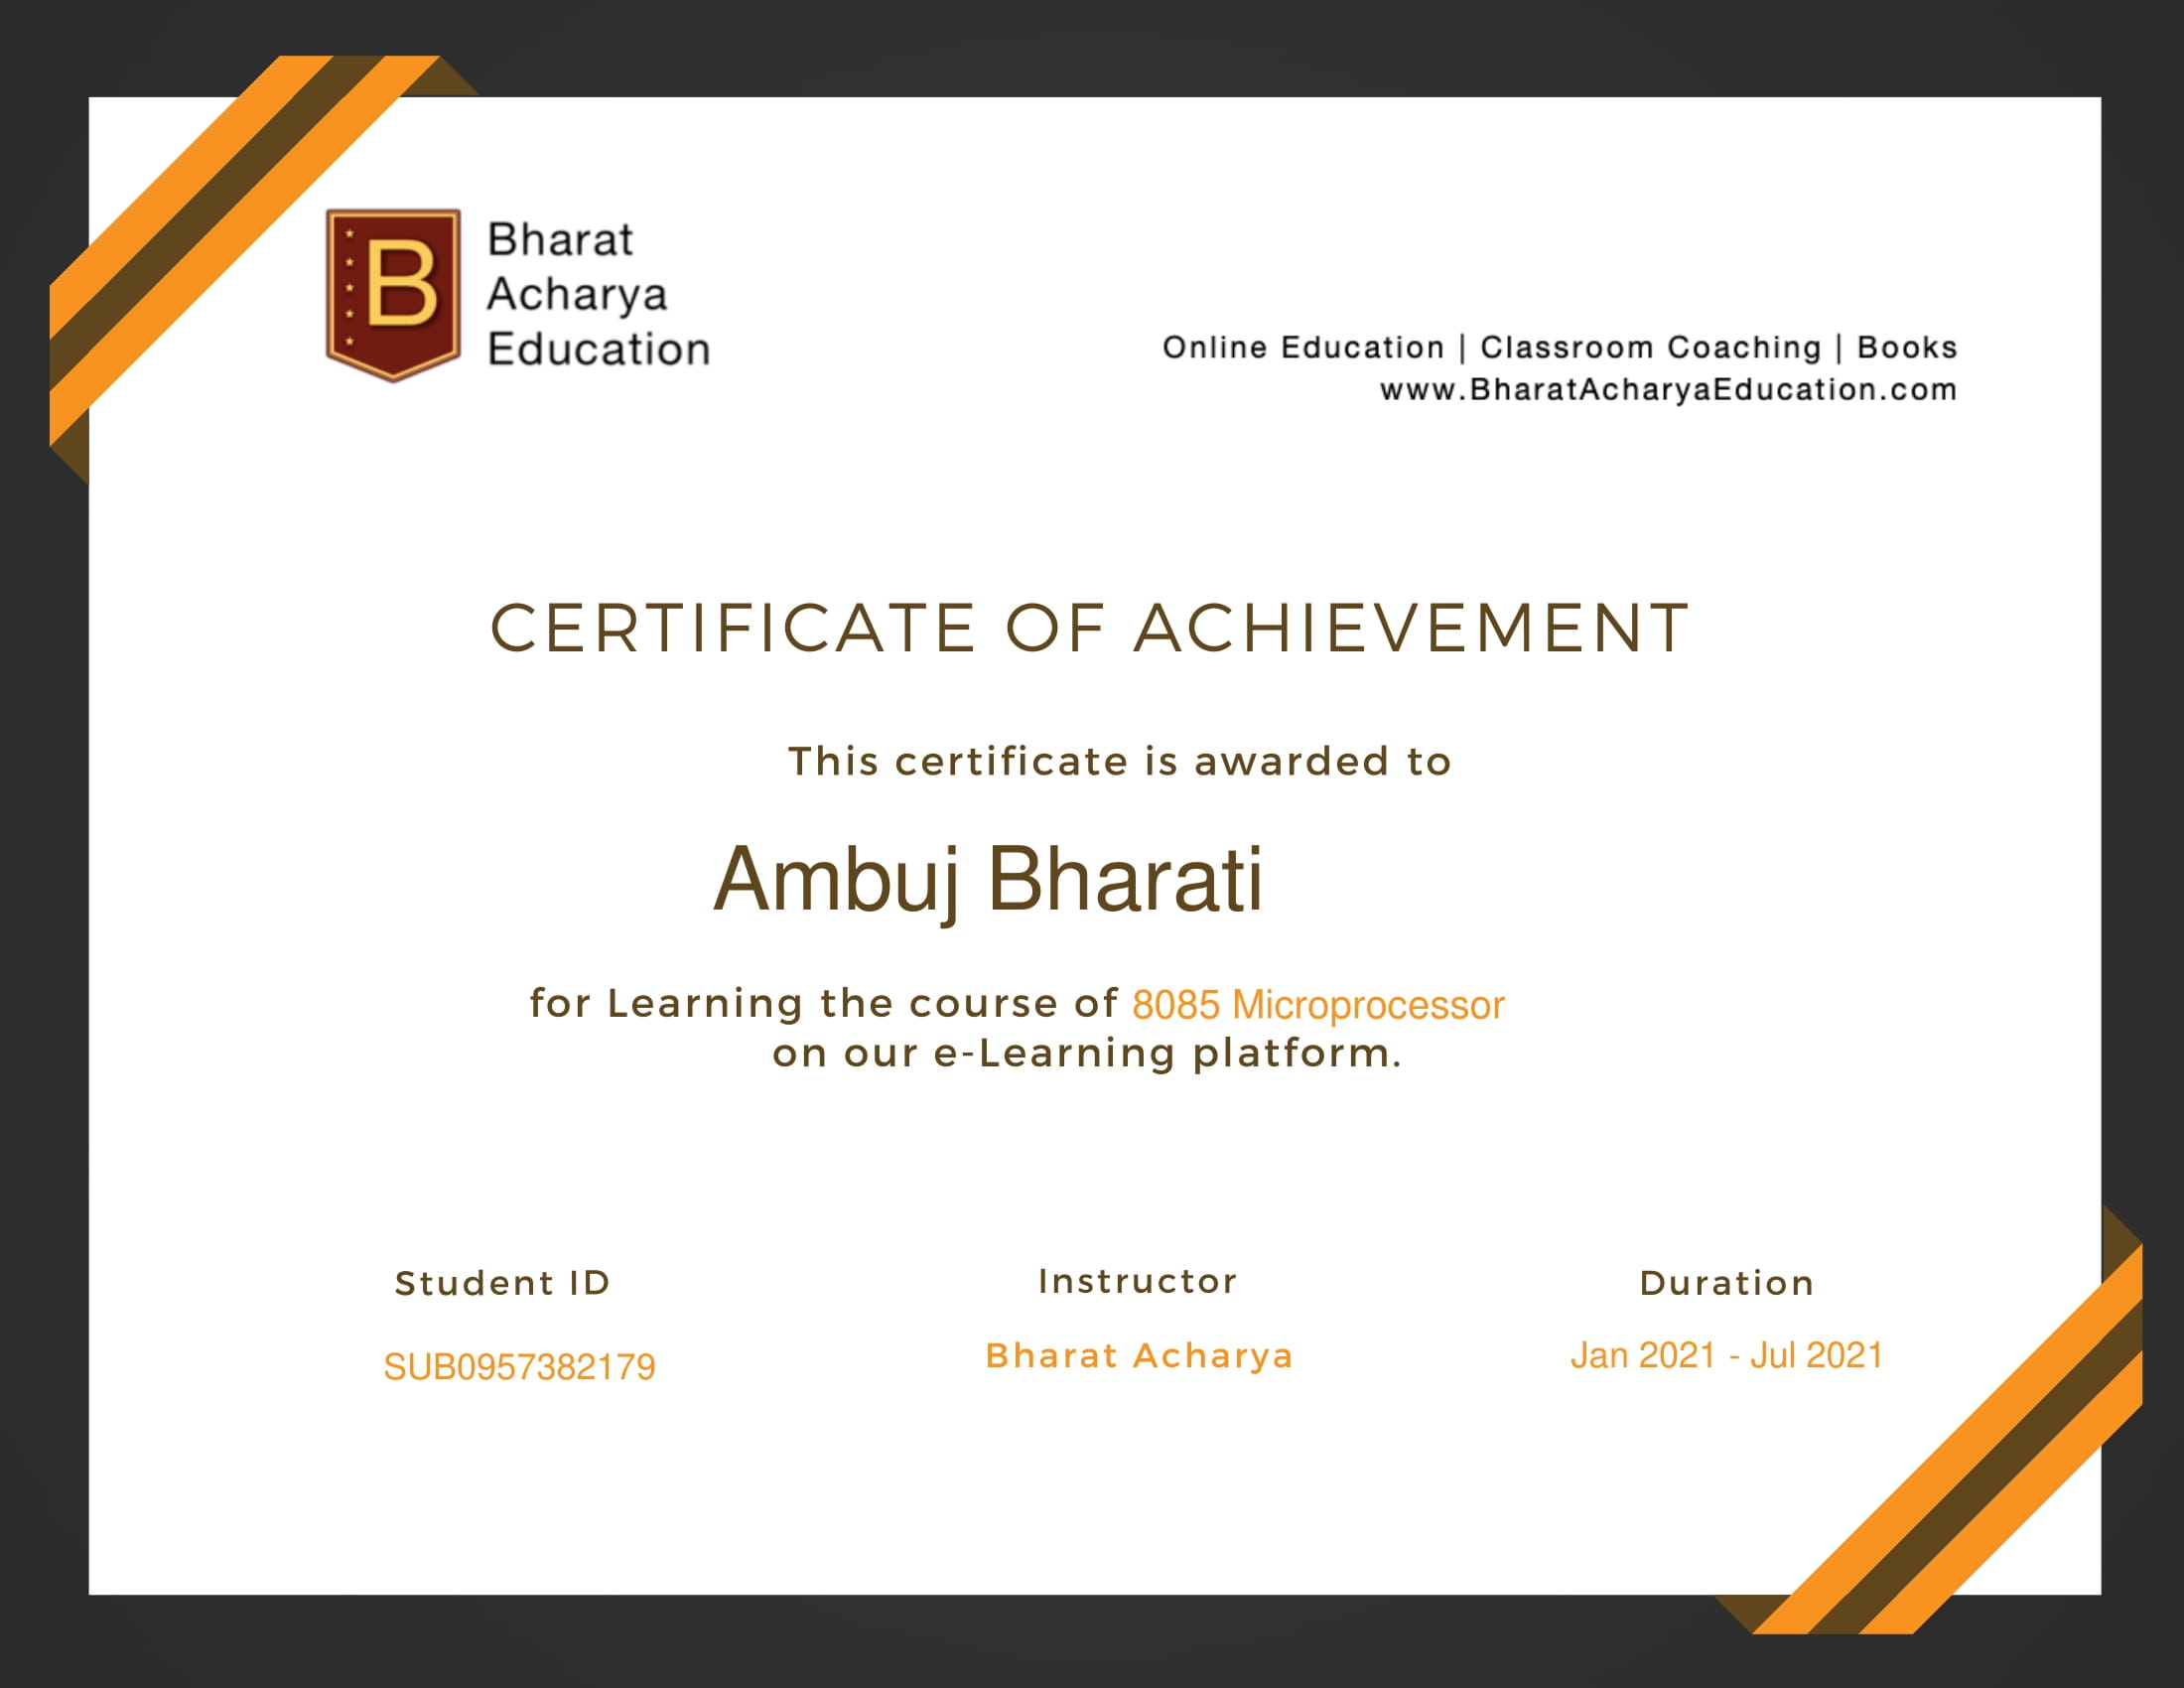 B
Bharat
Acharya
Education
Online Education | Classroom Coaching | Books
www.BharatAcharyaEducation.com
CERTIFICATE OF ACHIEVEMENT
This certificate is awarded to
Ambuj Bharati
for Learning the course of 8085 Microprocessor
on our e-Learning platform.
Student ID
SUB0957382179
Instructor
Bharat Acharya
Duration
Jan 2021 - Jul 2021